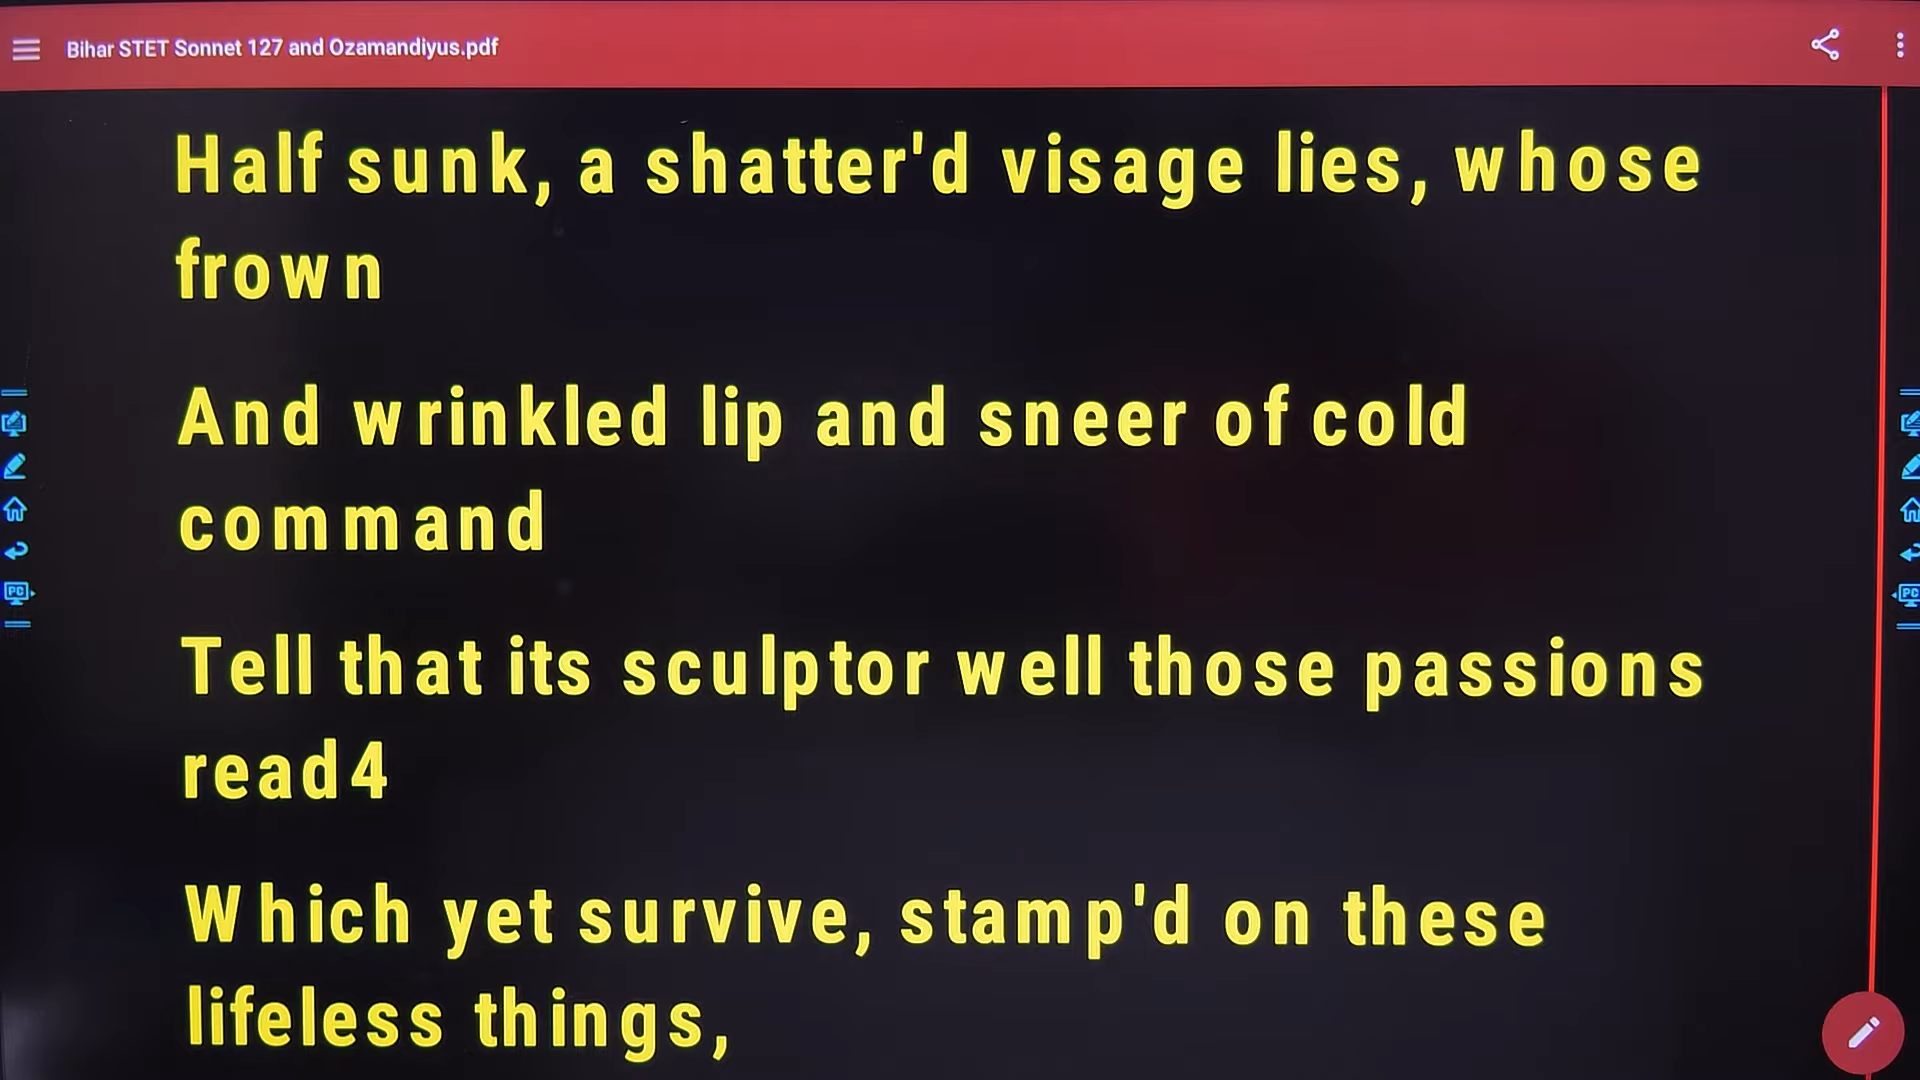 Bihar STET Sonnet 127 and Ozamandiyus.pdf
Half sunk, a shatter'd visage lies, whose
frown
And wrinkled lip and sneer of cold
command
Tell that its sculptor well those passions
read4
Which yet survive, stamp'd on these
lifeless things,
PC
PC